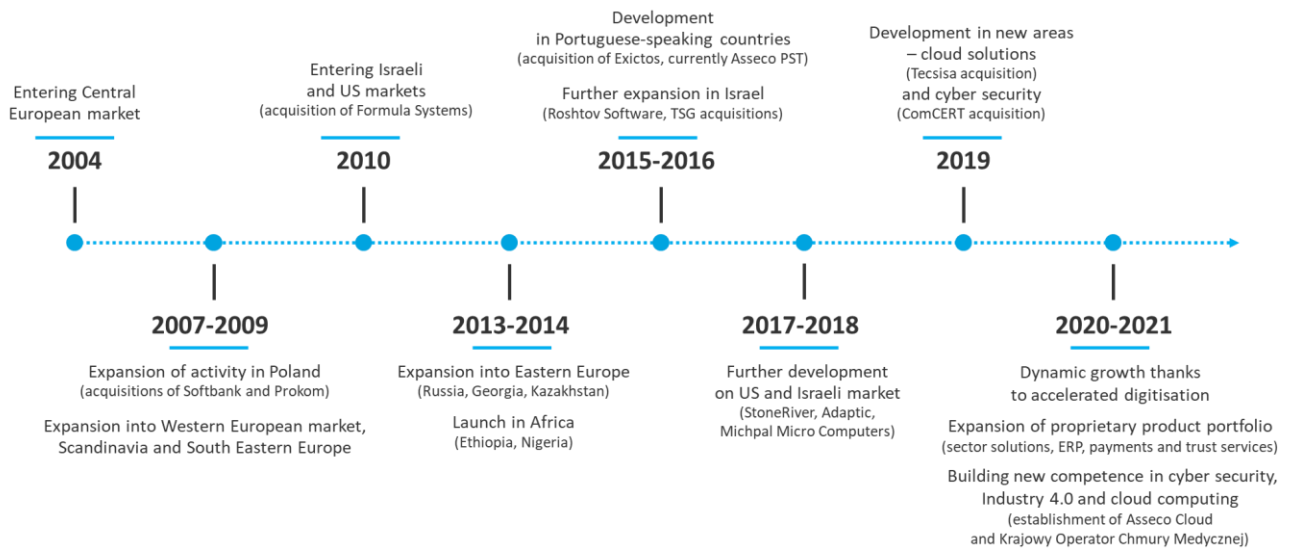 Entering Central
European market
2004
Entering Israeli
and US markets
(acquisition of Formula Systems)
2010
Development
in Portuguese-speaking countries
(acquisition of Exictos, currently Asseco PST)
Further expansion in Israel
(Roshtov Software, TSG acquisitions)
2015-2016
Development in new areas
– cloud solutions
(Tecsisa acquisition)
and cyber security
(ComCERT acquisition)
2019
2007-2009
Expansion of activity in Poland
(acquisitions of Softbank and Prokom)
Expansion into Western European market,
Scandinavia and South Eastern Europe
2013-2014
Expansion into Eastern Europe
(Russia, Georgia, Kazakhstan)
Launch in Africa
(Ethiopia, Nigeria)
2017-2018
Further development
on US and Israeli market
(StoneRiver, Adaptic,
Michpal Micro Computers)
2020-2021
Dynamic growth thanks
to accelerated digitisation
Expansion of proprietary product portfolio
(sector solutions, ERP, payments and trust services)
Building new competence in cyber security,
Industry 4.0 and cloud computing
(establishment of Asseco Cloud
and Krajowy Operator Chmury Medycznej)